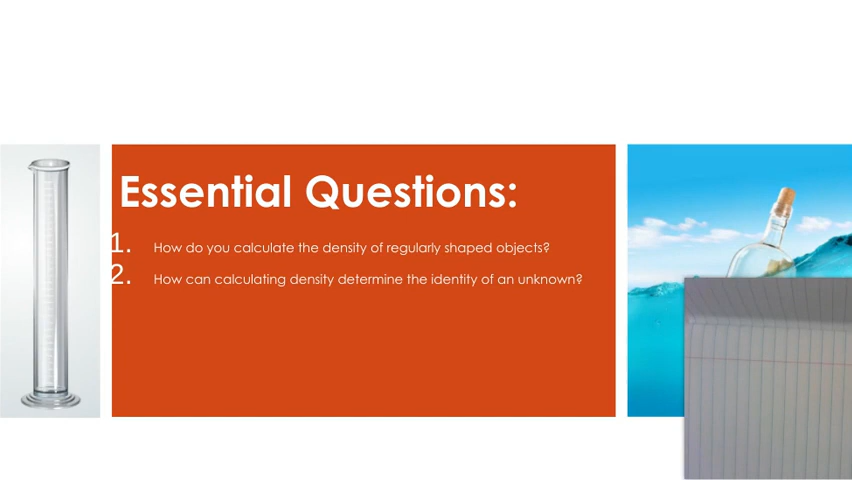 Essential Questions:
1. How do you calculate the density of regularly shaped objects?
2. How can calculating density determine the identity of an unknown?